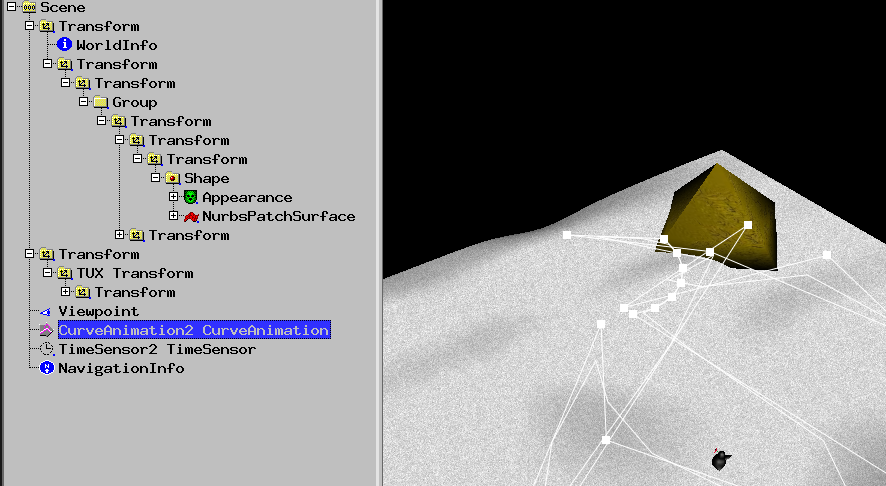 Scene
Transform
WorldInfo
Transform
Transform
Group
Transform
Transform
Transform
Shape
Appearance
NurbsPatchSurface
Transform
Transform
TUX Transform
Transform
Viewpoint
CurveAnimation2 CurveAnimation
TimeSensor2 TimeSensor
NavigationInfo